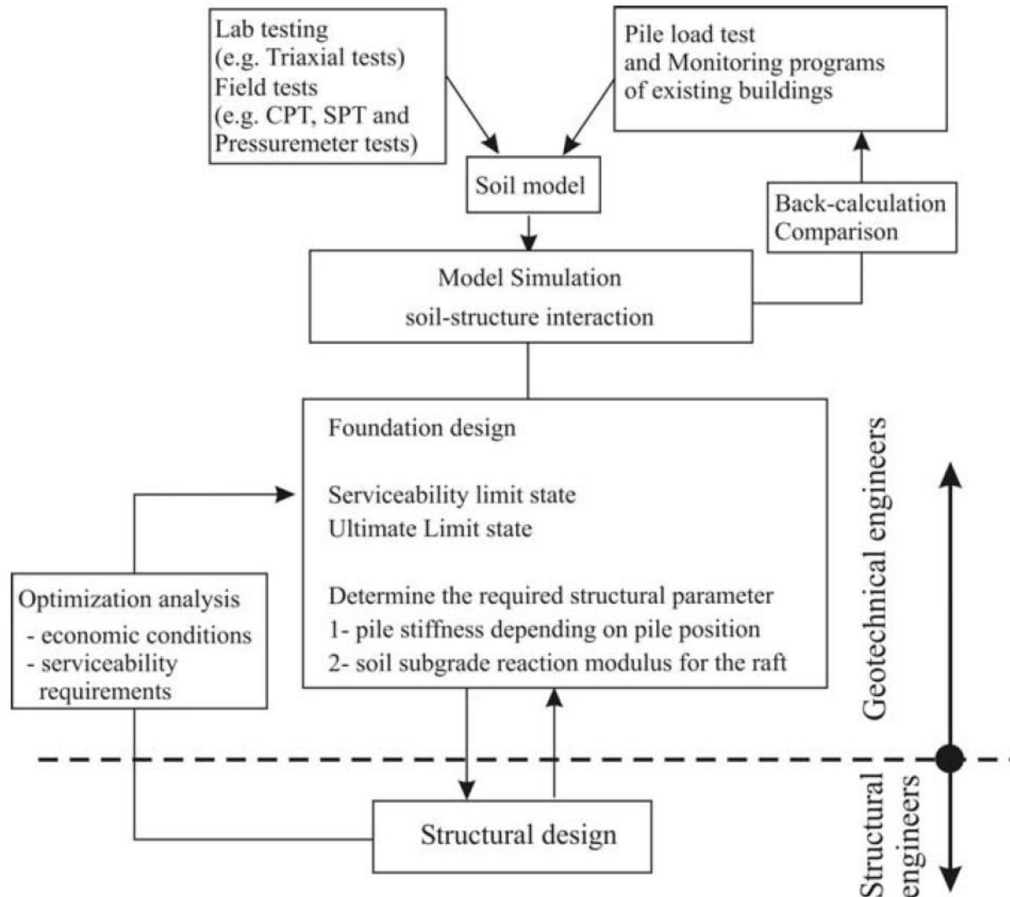 Lab testing
(e.g. Triaxial tests)
Field tests
(e.g. CPT, SPT and
Pressuremeter tests)
Pile load test
and Monitoring programs
of existing buildings
Soil model
Back-calculation
Comparison
Model Simulation
soil-structure interaction
Foundation design
Serviceability limit state
Ultimate Limit state
Determine the required structural parameter
1- pile stiffness depending on pile position
2- soil subgrade reaction modulus for the raft
Optimization analysis
- economic conditions
- serviceability
requirements
Structural design
Geotechnical engineers
Structural
engineers